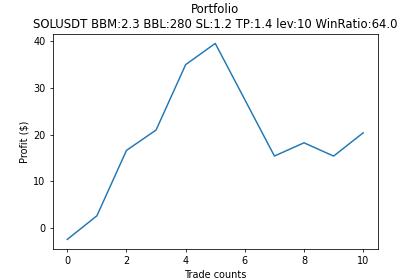 Portfolio
SOLUSDT BBM:2.3 BBL:280 SL:1.2 TP:1.4 lev:10 WinRatio:64.0
40
30
20
10
0
Profit ($)
0 2 4 6 8 10
Trade counts